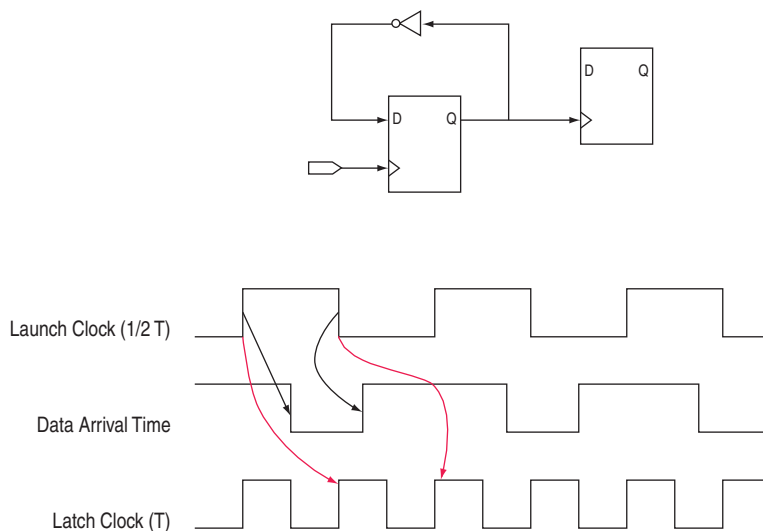 D Q
D Q
Launch Clock (1/2 T)
Data Arrival Time
Latch Clock (T)